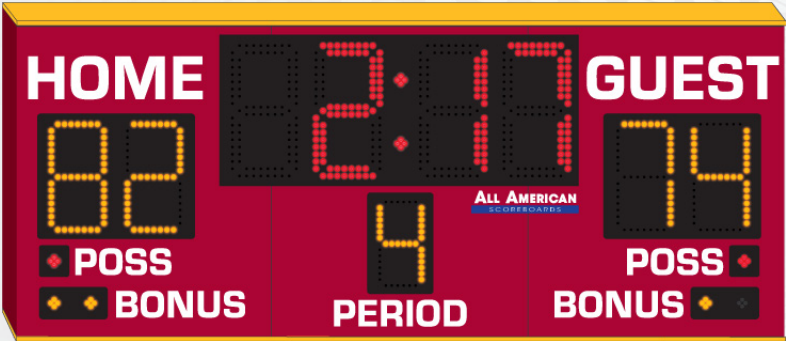 HOME 2:17 GUEST
82 74
ALL AMERICAN
SCOREBOARDS
4
POSS POSS
BONUS PERIOD BONUS